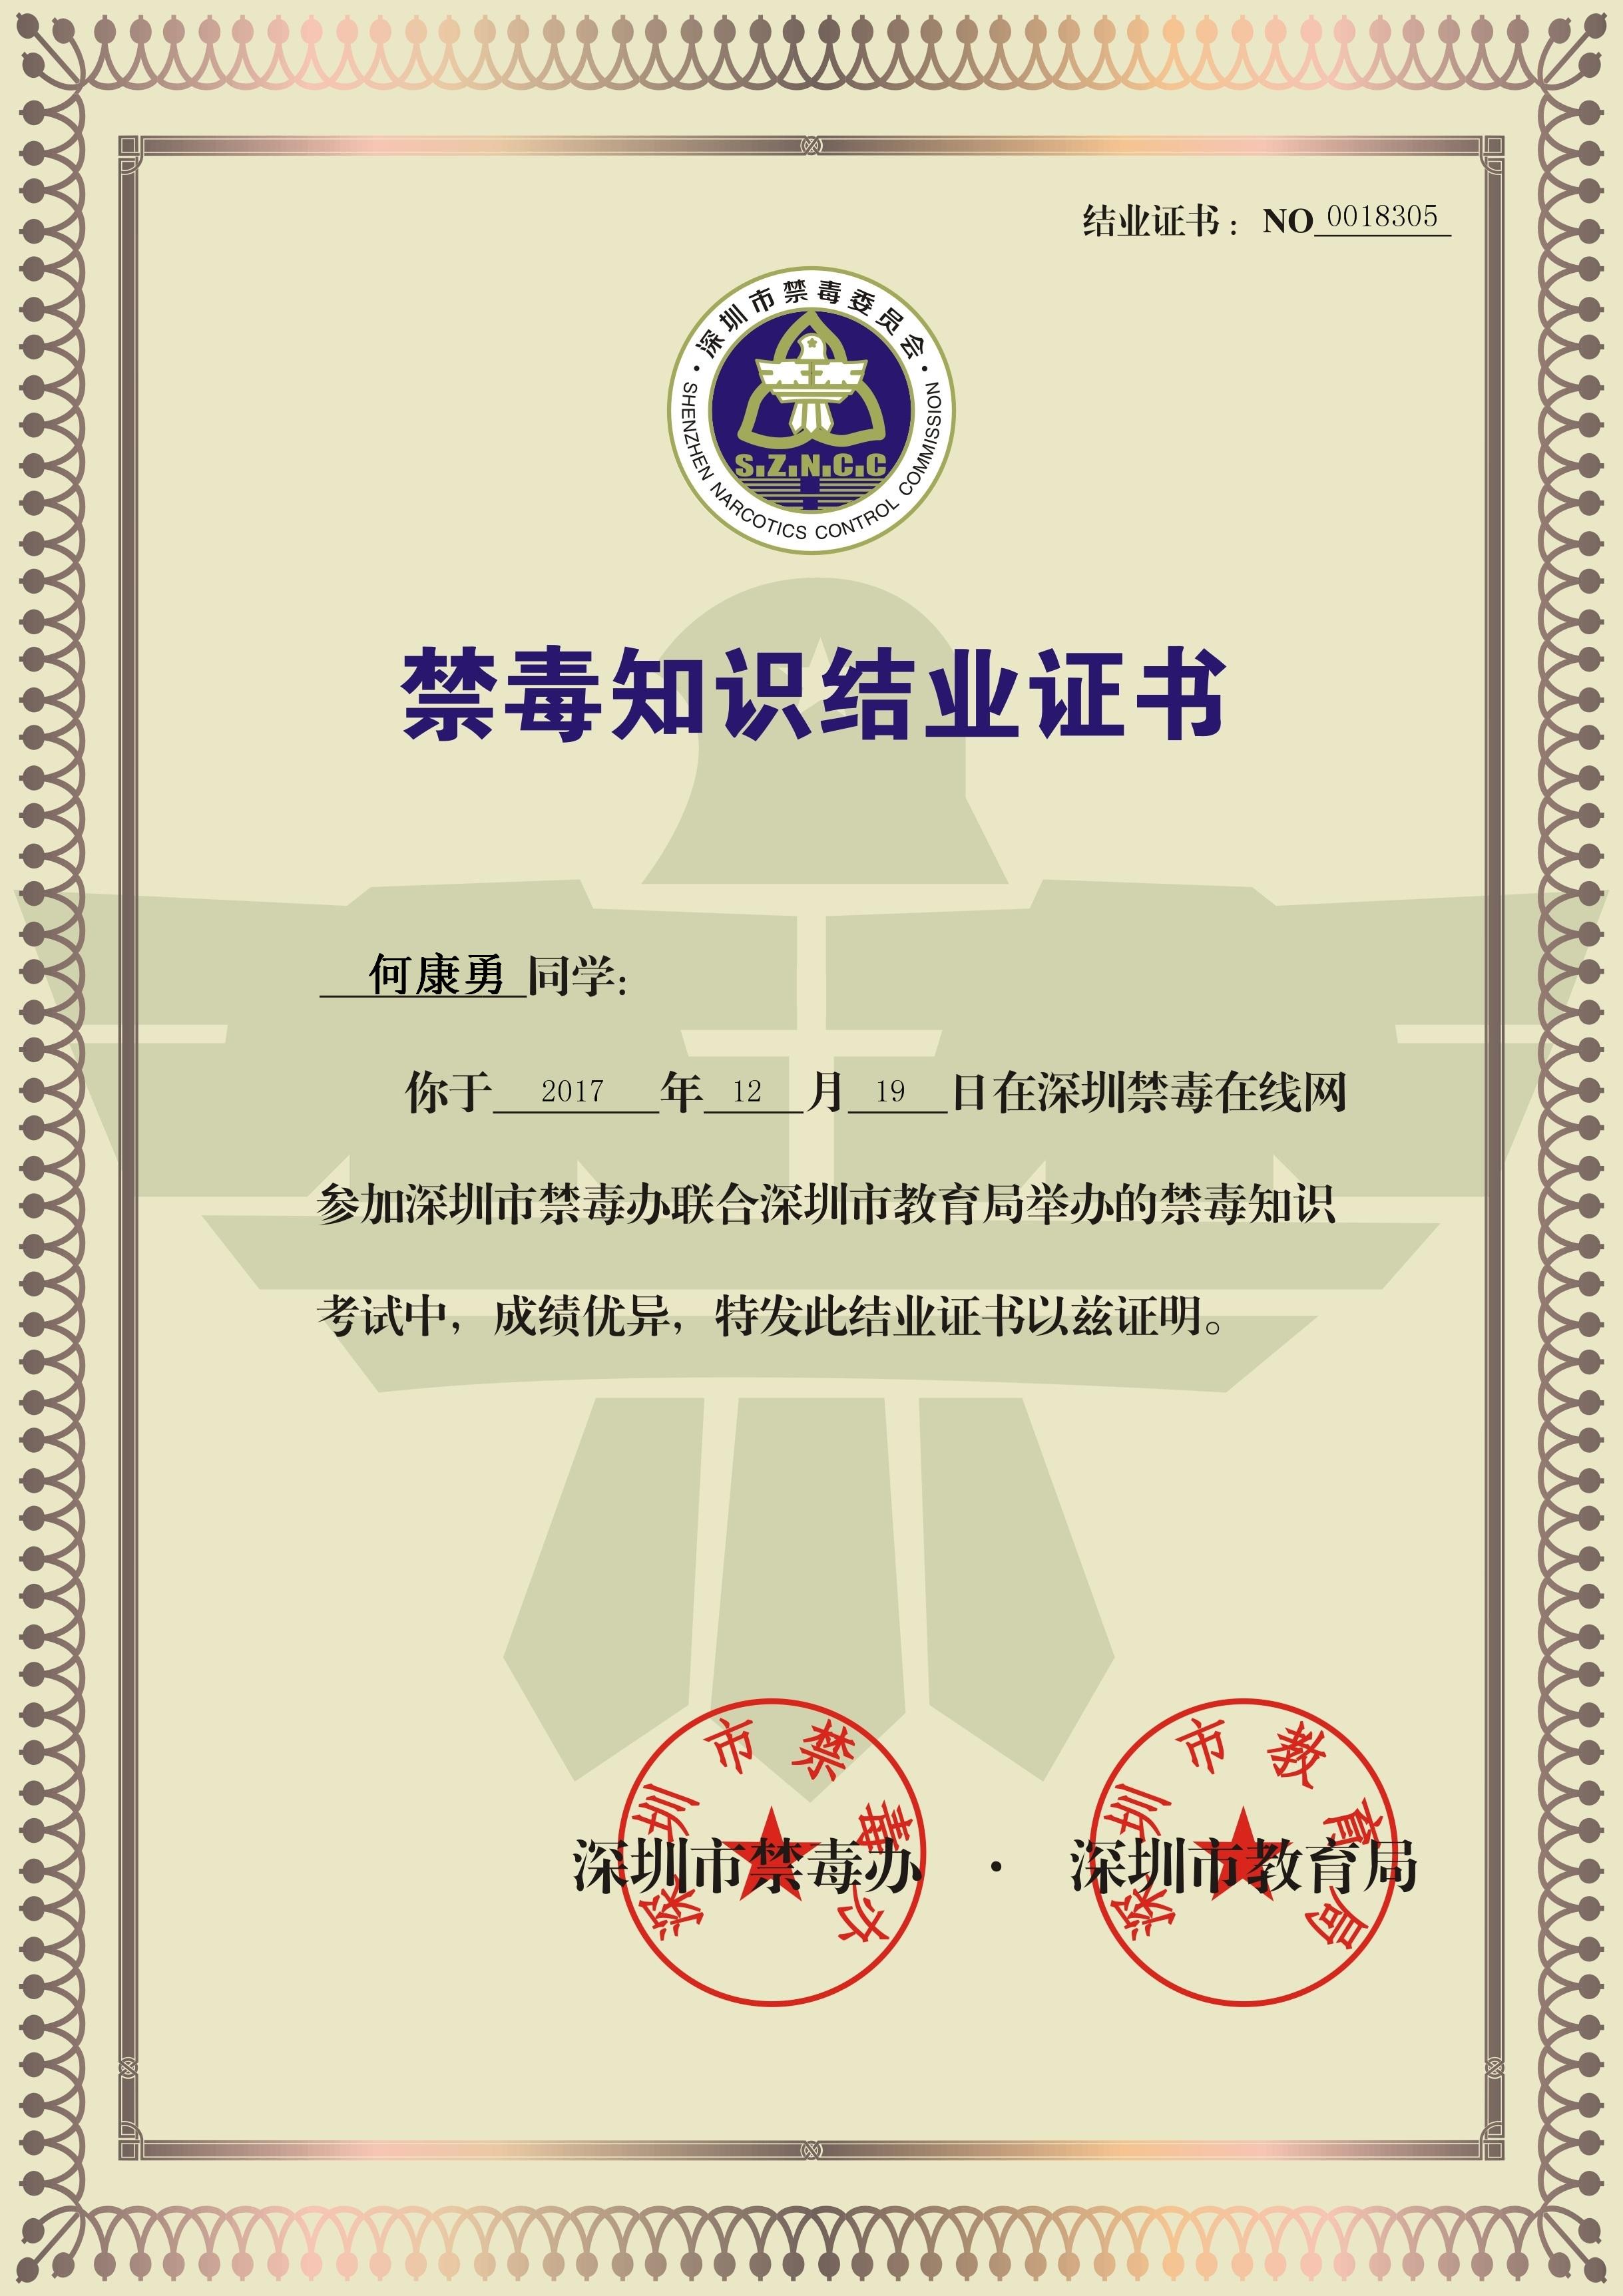 结业证书： NO 0018305
·深圳市禁毒委员会·
SHENZHEN NARCOTICS CONTROL COMMISSION
S.Z.N.C.C
禁毒知识结业证书
何康勇 同学：
你于 2017 年 12 月 19 日在深圳禁毒在线网
参加深圳市禁毒办联合深圳市教育局举办的禁毒知识
考试中，成绩优异，特发此结业证书以兹证明。
深圳市禁毒办 · 深圳市教育局
深圳市禁毒办
深圳市教育局